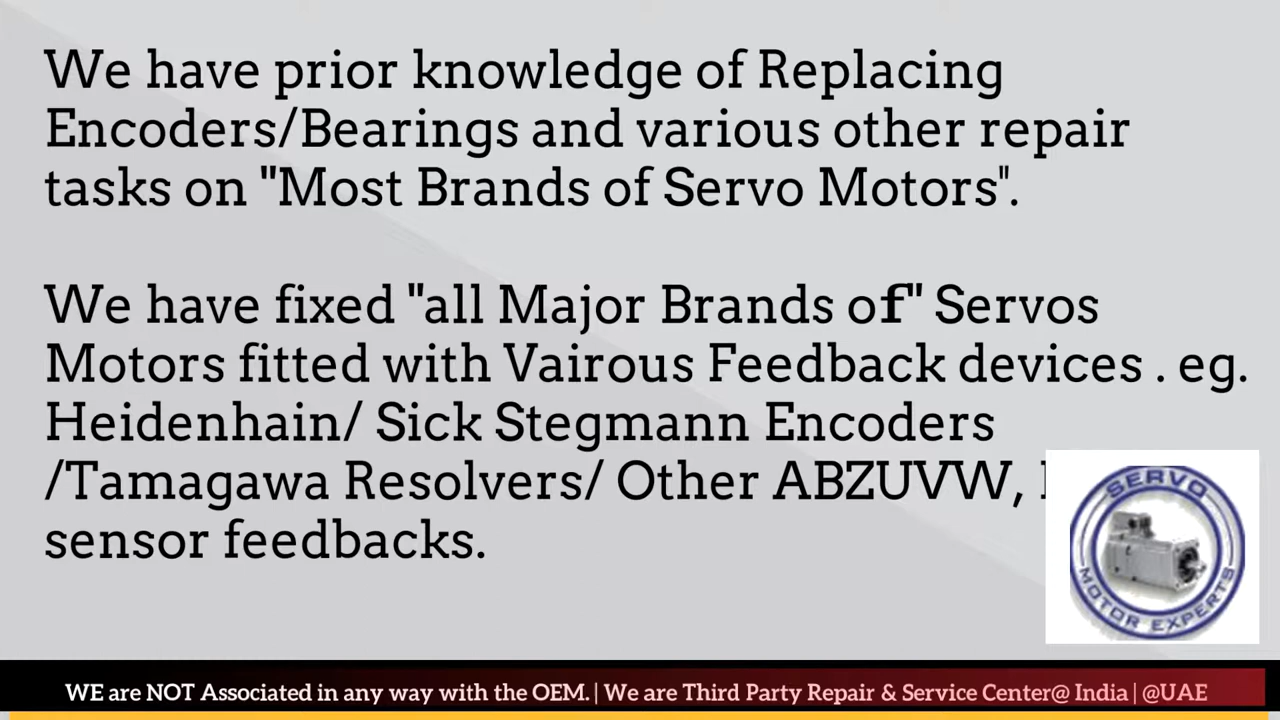 We have prior knowledge of Replacing
Encoders/Bearings and various other repair
tasks on "Most Brands of Servo Motors".
We have fixed "all Major Brands of" Servos
Motors fitted with Vairous Feedback devices . eg.
Heidenhain/ Sick Stegmann Encoders
/Tamagawa Resolvers/ Other ABZUVW,
sensor feedbacks.
SERVO
MOTOR EXPERTS
WE are NOT Associated in any way with the OEM. | We are Third Party Repair & Service Center@ India | @UAE